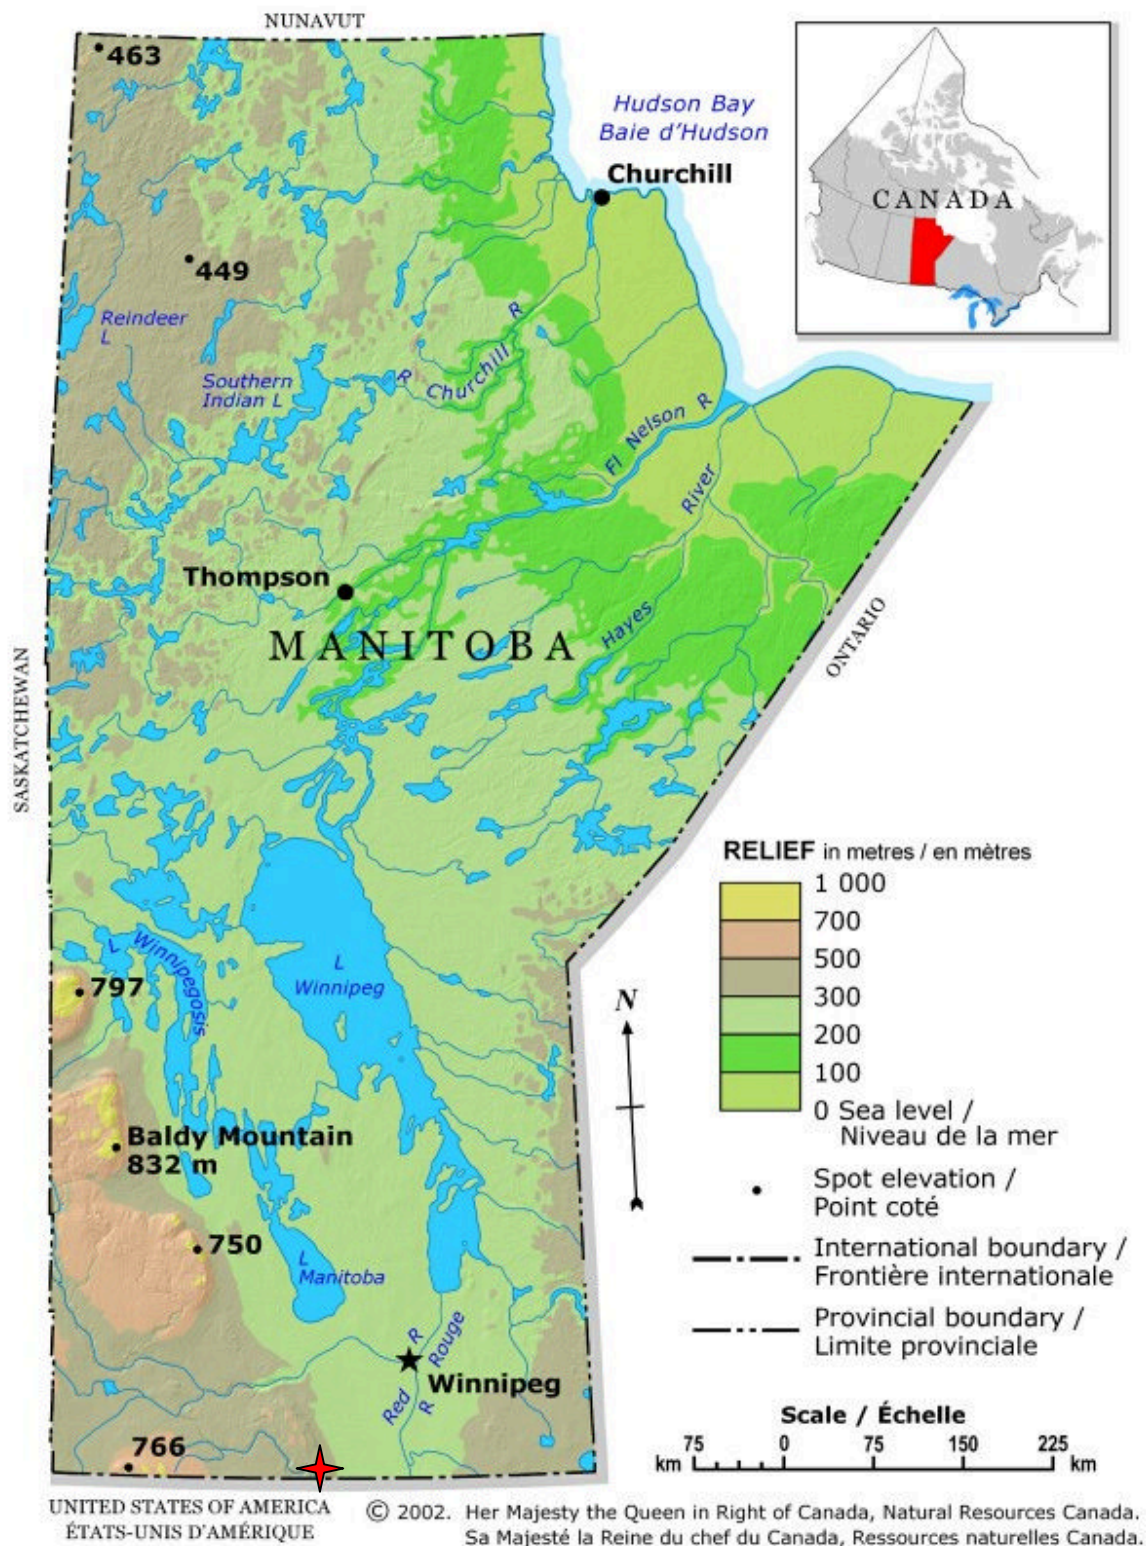 NUNAVUT
463
Hudson Bay
Baie d'Hudson
Churchill
CANADA
449
Reindeer
L
Southern
Indian L
R Churchill R
Fl Nelson R
River
Hayes
Thompson
MANITOBA
ONTARIO
SASKATCHEWAN
RELIEF in metres / en mètres
1 000
700
500
300
200
100
0 Sea level /
Niveau de la mer
L Winnipegosis
L
Winnipeg
797
N
Baldy Mountain
832 m
Spot elevation /
Point coté
750
L
Manitoba
International boundary /
Frontière internationale
Provincial boundary /
Limite provinciale
R Rouge
Winnipeg
Red R
Scale / Échelle
75 0 75 150 225
km km
766
UNITED STATES OF AMERICA
ÉTATS-UNIS D'AMÉRIQUE
© 2002. Her Majesty the Queen in Right of Canada, Natural Resources Canada.
Sa Majesté la Reine du chef du Canada, Ressources naturelles Canada.